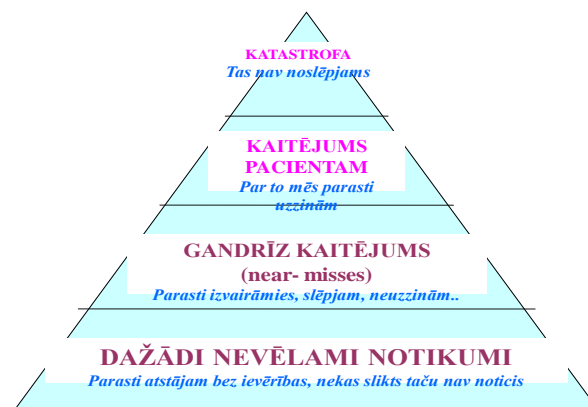 KATASTROFA
Tas nav noslēpjams
KAITĒJUMS
PACIENTAM
Par to mēs parasti
uzzinām
GANDRĪZ KAITĒJUMS
(near- misses)
Parasti izvairāmies, slēpjam, neuzzinām..
DAŽĀDI NEVĒLAMI NOTIKUMI
Parasti atstājam bez ievērības, nekas slikts taču nav noticis